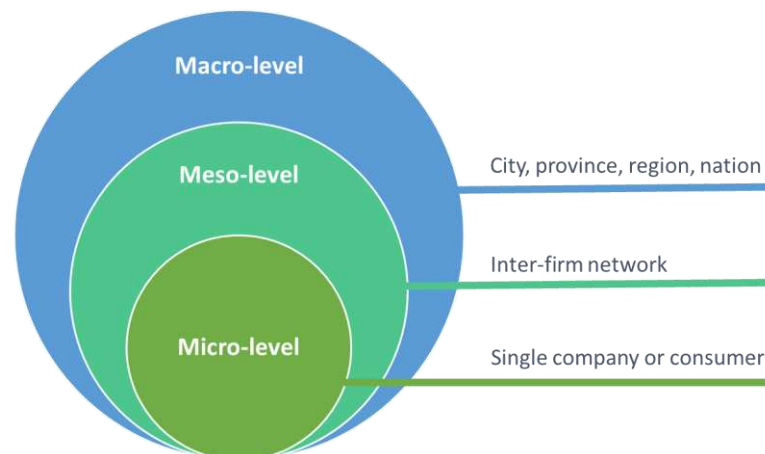 Macro-level
City, province, region, nation
Meso-level
Inter-firm network
Micro-level
Single company or consumer